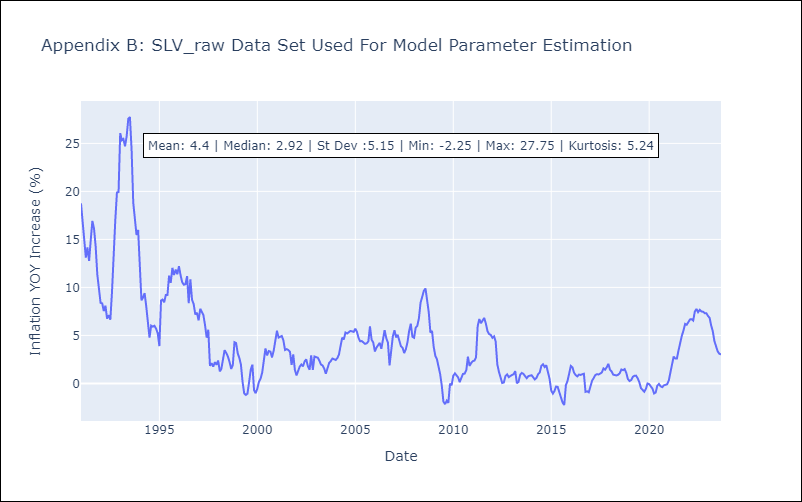 Appendix B: SLV_raw Data Set Used For Model Parameter Estimation
Mean: 4.4 | Median: 2.92 | St Dev :5.15 | Min: -2.25 | Max: 27.75 | Kurtosis: 5.24
Inflation YOY Increase (%)
25
20
15
10
5
0
1995 2000 2005 2010 2015 2020
Date